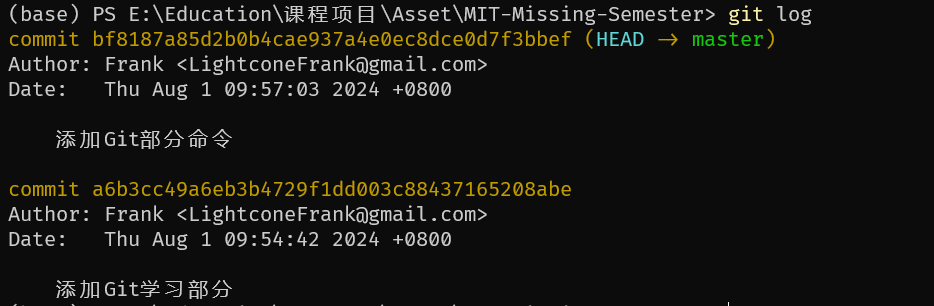 (base) PS E:\Education\课程项目\Asset\MIT-Missing-Semester> git log
commit bf8187a85d2b0b4cae937a4e0ec8dce0d7f3bbef (HEAD -> master)
Author: Frank <LightconeFrank@gmail.com>
Date:   Thu Aug 1 09:57:03 2024 +0800
    添加Git部分命令
commit a6b3cc49a6eb3b4729f1dd003c88437165208abe
Author: Frank <LightconeFrank@gmail.com>
Date:   Thu Aug 1 09:54:42 2024 +0800
    添加Git学习部分